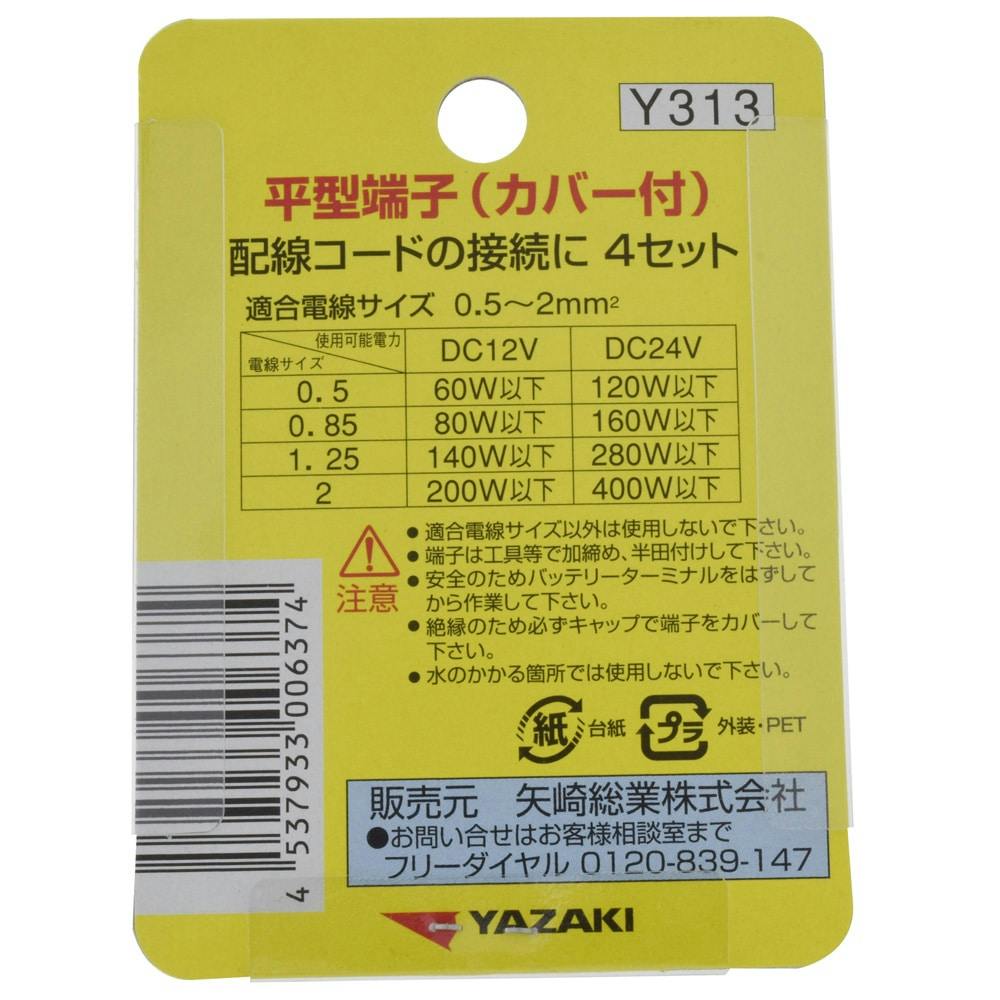 Y313
平型端子(カバー付)
配線コードの接続に 4セット
適合電線サイズ 0.5〜2mm²
使用可能電力
電線サイズ
DC12V DC24V
0.5 60W以下 120W以下
0.85 80W以下 160W以下
1.25 140W以下 280W以下
2 200W以下 400W以下
注意
●適合電線サイズ以外は使用しないで下さい。
●端子は工具等で加締め、半田付けして下さい。
●安全のためバッテリーターミナルをはずして
から作業して下さい。
●絶縁のため必ずキャップで端子をカバーして
下さい。
●水のかかる箇所では使用しないで下さい。
紙 台紙 プラ 外装・PET
販売元 矢崎総業株式会社
●お問い合せはお客様相談室まで
フリーダイヤル 0120-839-147
YAZAKI
4 537933 006374